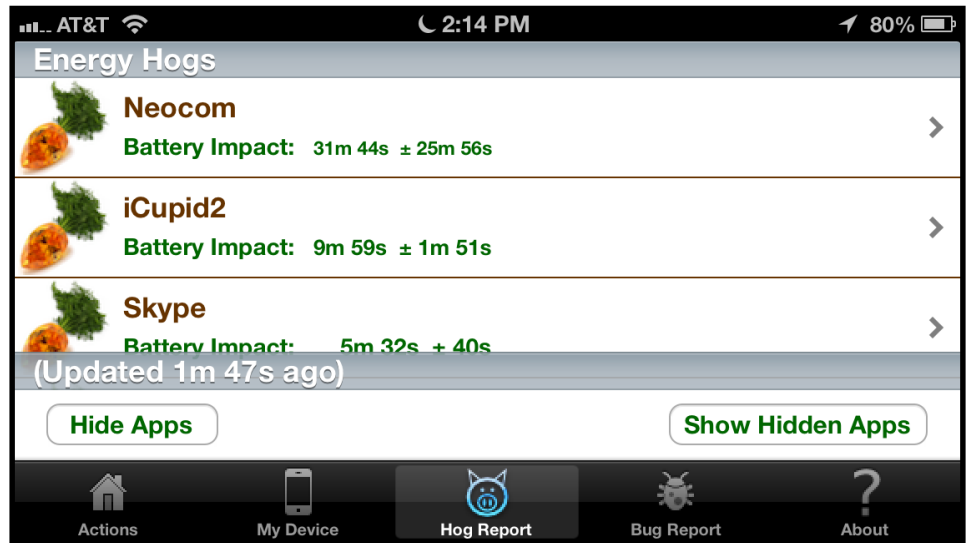 AT&T 2:14 PM 80%
Energy Hogs
Neocom
Battery Impact: 31m 44s ± 25m 56s
iCupid2
Battery Impact: 9m 59s ± 1m 51s
Skype
Battery Impact: 5m 32s ± 40s
(Updated 1m 47s ago)
Hide Apps Show Hidden Apps
Actions My Device Hog Report Bug Report About